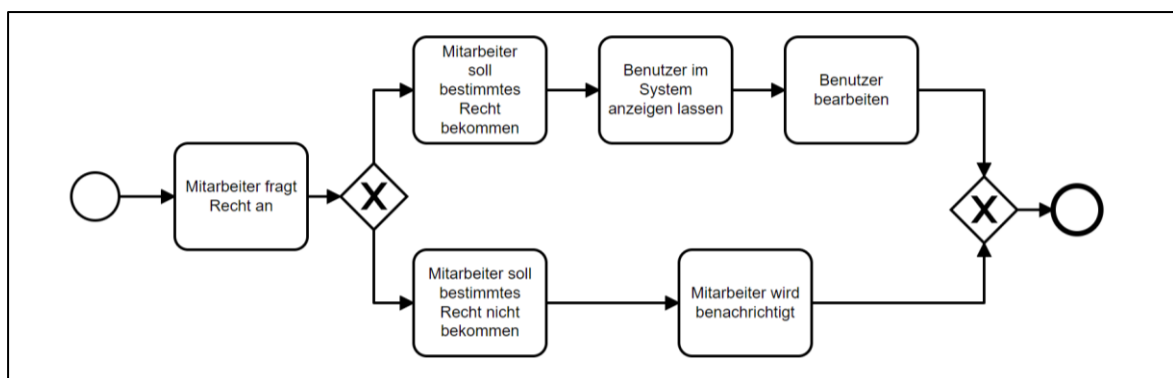 Mitarbeiter fragt
Recht an
Mitarbeiter
soll
bestimmtes
Recht
bekommen
Benutzer im
System
anzeigen lassen
Benutzer
bearbeiten
Mitarbeiter soll
bestimmtes
Recht nicht
bekommen
Mitarbeiter wird
benachrichtigt